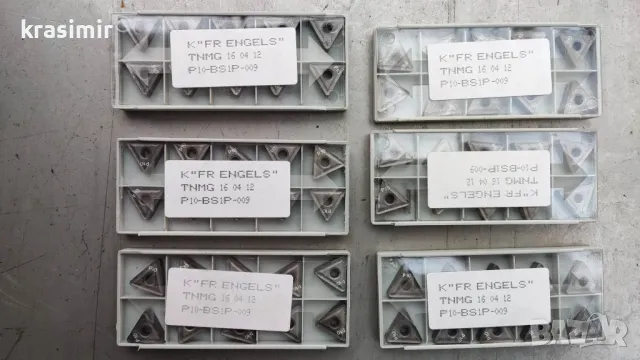 krasimir
K"FR ENGELS"
TNMG 16 04 12
P10-BS1P-009
K"FR ENGELS"
TNMG 16 04 12
P10-BS1P-009
K"FR ENGELS"
TNMG 16 04 12
P10-BS1P-009
K"FR ENGELS"
TNMG 16 04 12
P10-BS1P-009
K"FR ENGELS"
TNMG 16 04 12
P10-BS1P-009
K"FR ENGELS"
TNMG 16 04 12
P10-BS1P-009
BAZAR